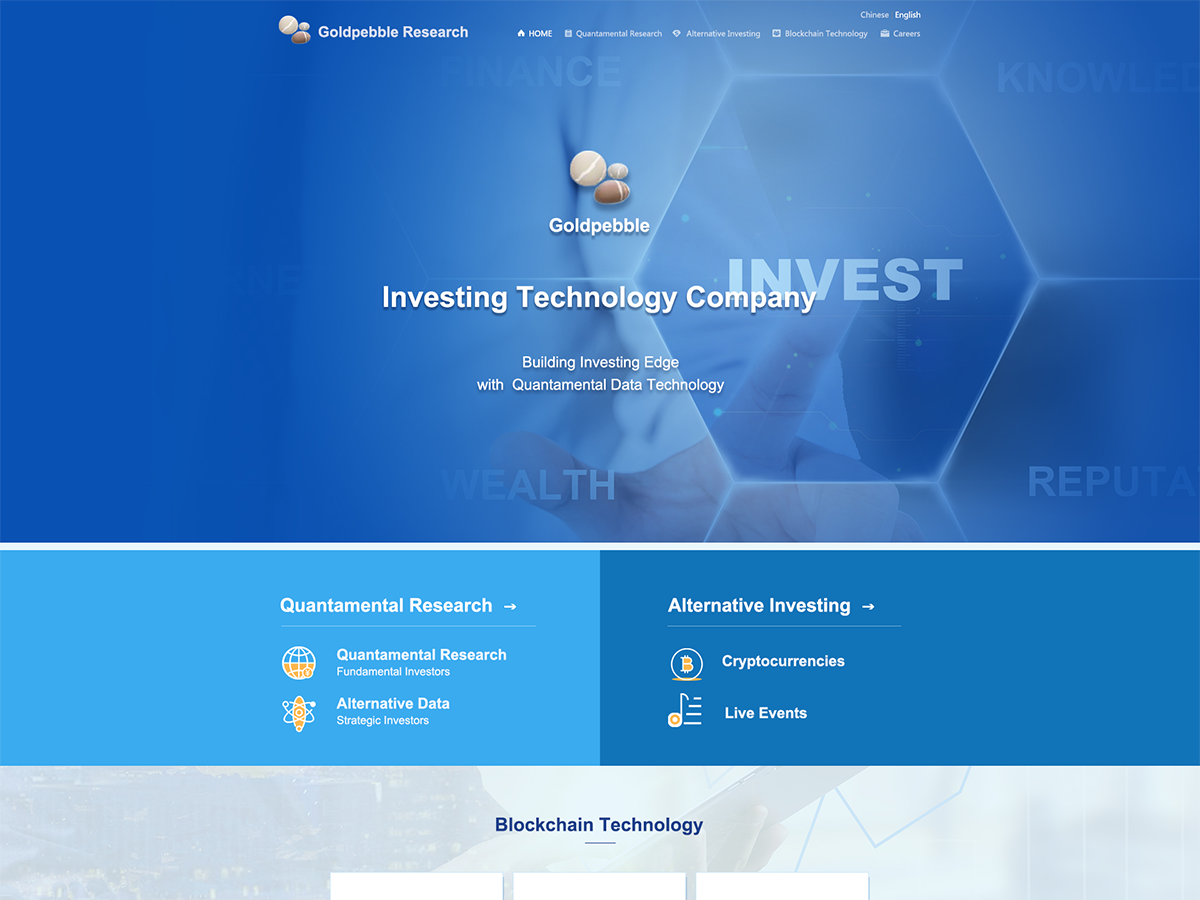 Chinese English
Goldpebble Research
HOME
Quantamental Research
Alternative Investing
Blockchain Technology
Careers
FINANCE
KNOWLED
Goldpebble
INVEST
Investing Technology Company
Building Investing Edge
with Quantamental Data Technology
WEALTH
REPUTA
Quantamental Research →
Quantamental Research
Fundamental Investors
Alternative Data
Strategic Investors
Alternative Investing →
Cryptocurrencies
Live Events
Blockchain Technology